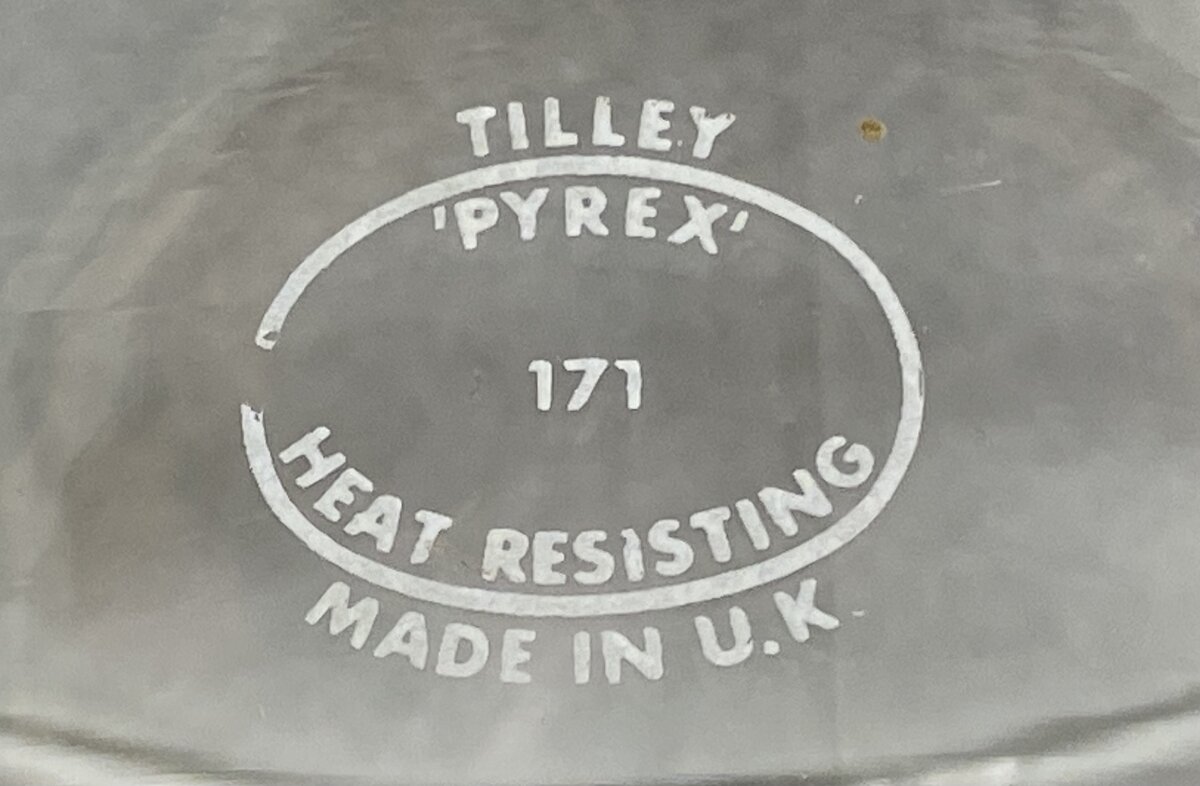 TILLEY
'PYREX'
171
HEAT RESISTING
MADE IN U.K.